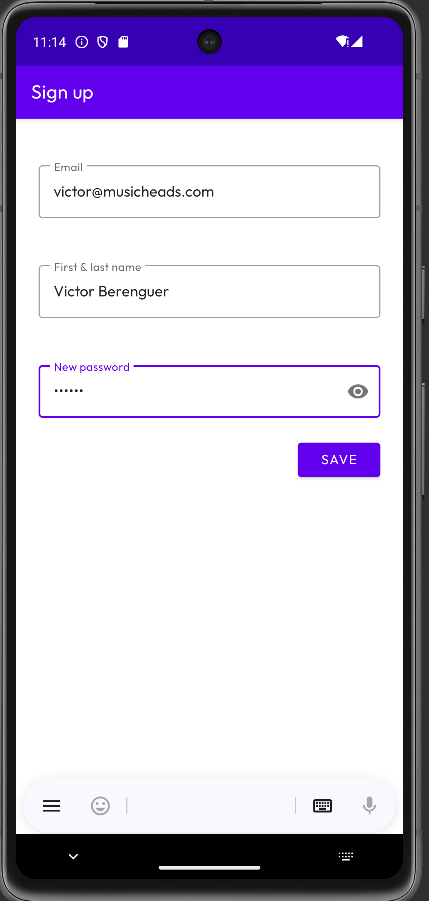 11:14
Sign up
Email
victor@musicheads.com
First & last name
Victor Berenguer
New password
••••••
SAVE